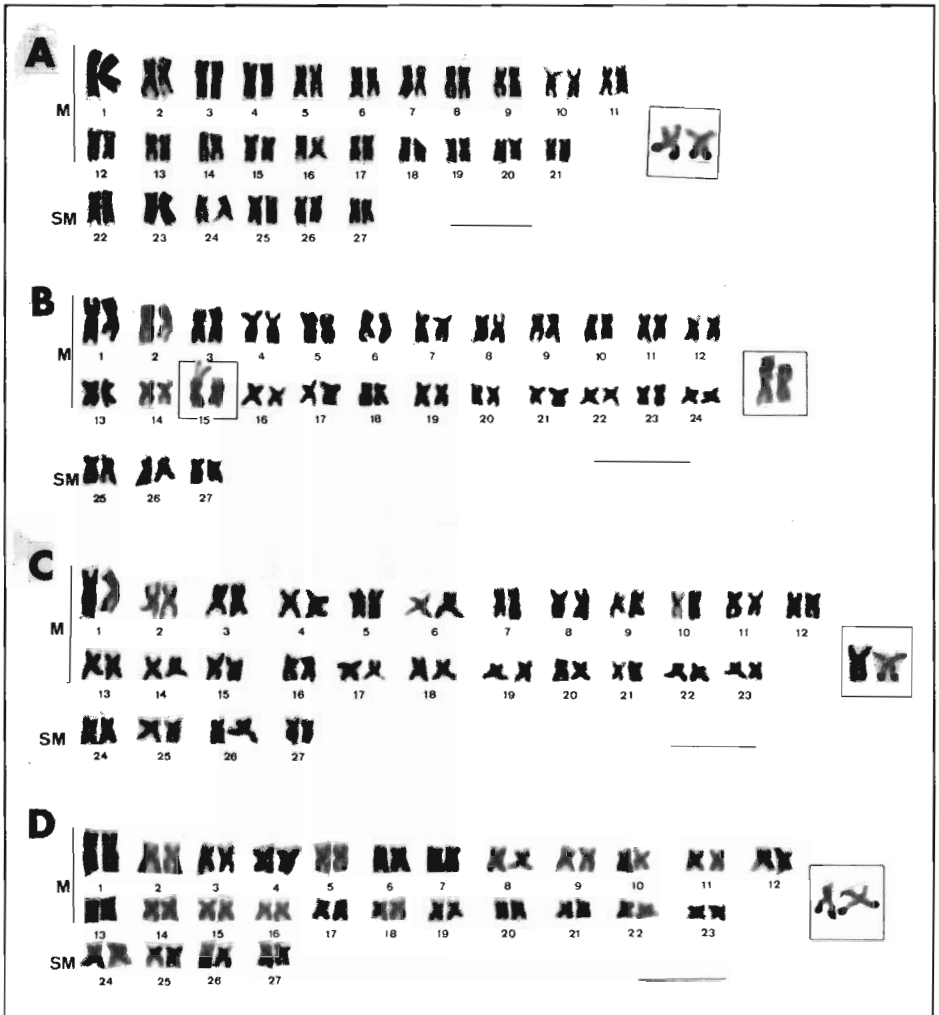 A
M
1 2 3 4 5 6 7 8 9 10 11
12 13 14 15 16 17 18 19 20 21
SM
22 23 24 25 26 27
B
M
1 2 3 4 5 6 7 8 9 10 11 12
13 14 15 16 17 18 19 20 21 22 23 24
SM
25 26 27
C
M
1 2 3 4 5 6 7 8 9 10 11 12
13 14 15 16 17 18 19 20 21 22 23
SM
24 25 26 27
D
M
1 2 3 4 5 6 7 8 9 10 11 12
13 14 15 16 17 18 19 20 21 22 23
SM
24 25 26 27